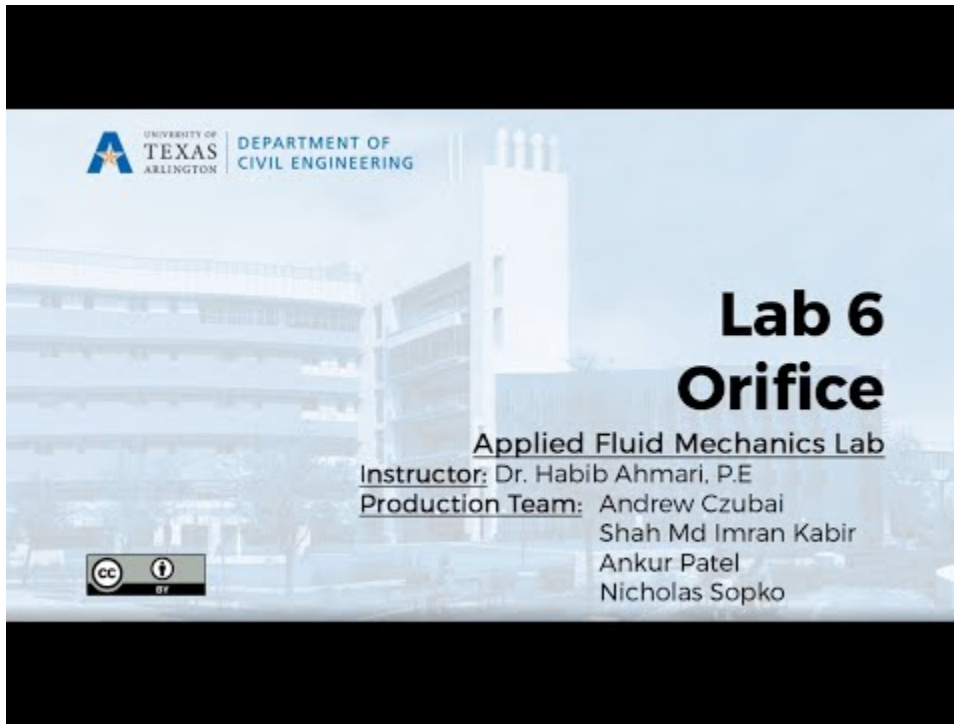 UNIVERSITY OF
TEXAS
ARLINGTON
DEPARTMENT OF
CIVIL ENGINEERING
Lab 6
Orifice
Applied Fluid Mechanics Lab
Instructor: Dr. Habib Ahmari, P.E
Production Team: Andrew Czubai
Shah Md Imran Kabir
Ankur Patel
Nicholas Sopko
cc
BY